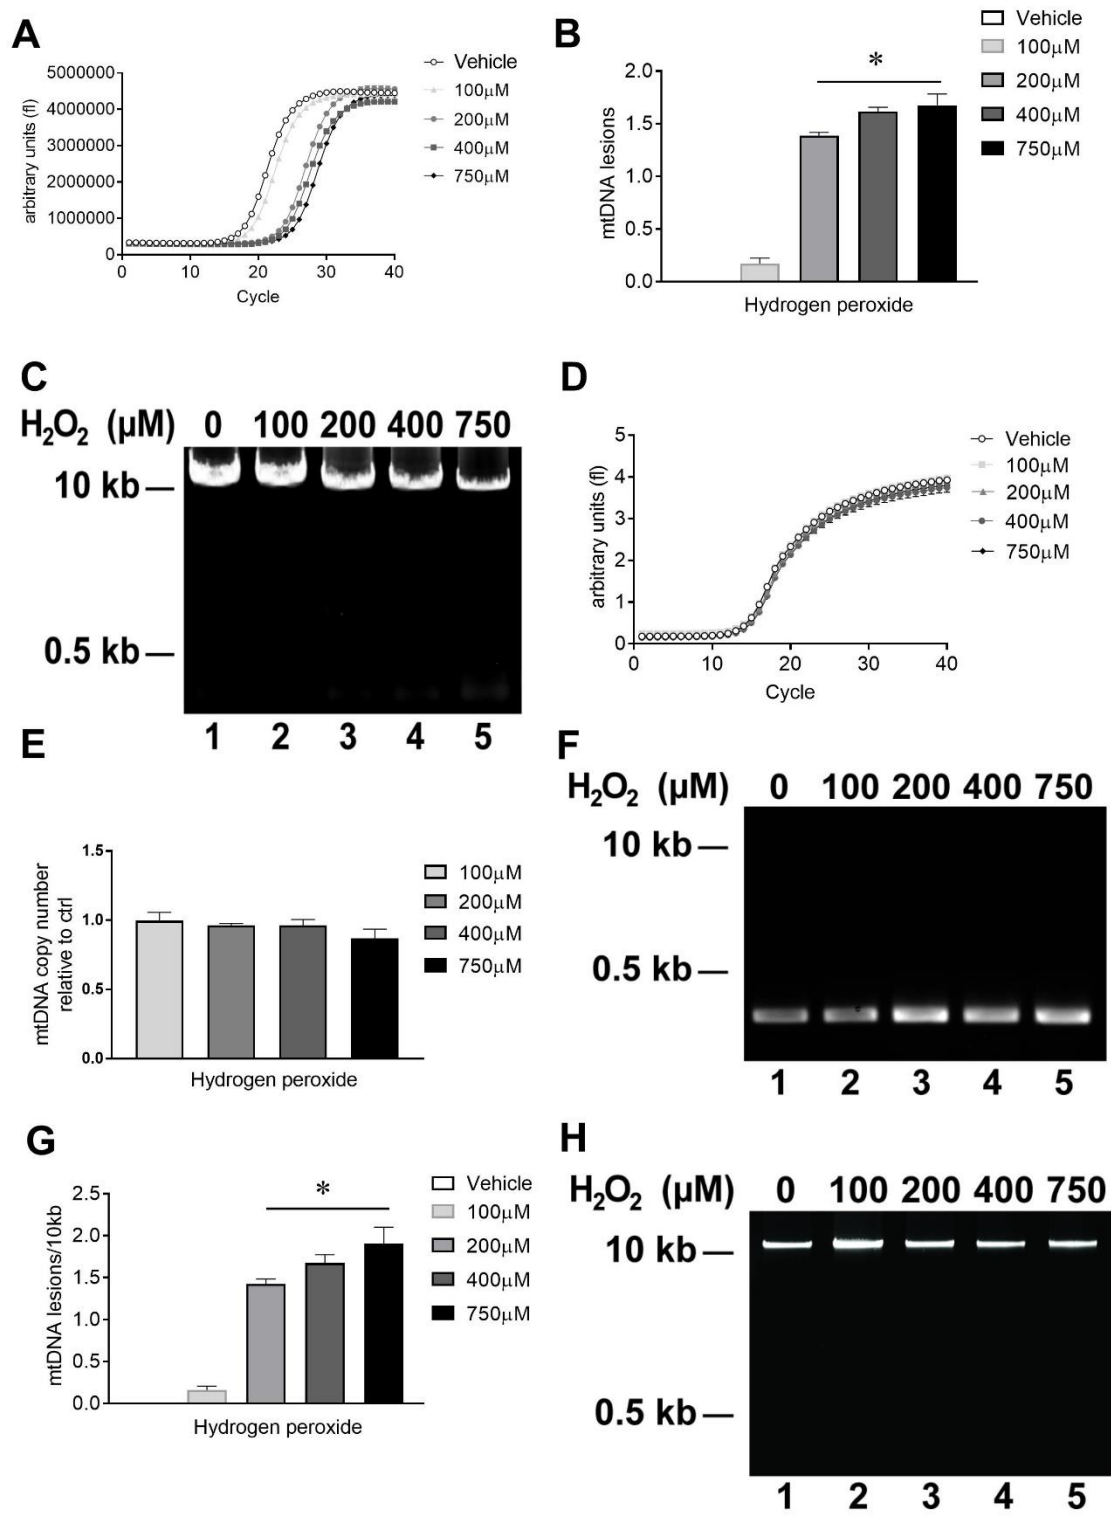 A
5000000
4000000
3000000
2000000
1000000
0
arbitrary units (fl)
0 10 20 30 40
Cycle
Vehicle
100µM
200µM
400µM
750µM
B
2.0
1.5
1.0
0.5
0.0
mtDNA lesions
*
Hydrogen peroxide
Vehicle
100µM
200µM
400µM
750µM
C
H₂O₂ (µM) 0 100 200 400 750
10 kb
0.5 kb
1 2 3 4 5
D
5
4
3
2
1
0
arbitrary units (fl)
0 10 20 30 40
Cycle
Vehicle
100µM
200µM
400µM
750µM
E
1.5
1.0
0.5
0.0
mtDNA copy number
relative to ctrl
Hydrogen peroxide
100µM
200µM
400µM
750µM
F
H₂O₂ (µM) 0 100 200 400 750
10 kb
0.5 kb
1 2 3 4 5
G
2.5
2.0
1.5
1.0
0.5
0.0
mtDNA lesions/10kb
*
Hydrogen peroxide
Vehicle
100µM
200µM
400µM
750µM
H
H₂O₂ (µM) 0 100 200 400 750
10 kb
0.5 kb
1 2 3 4 5